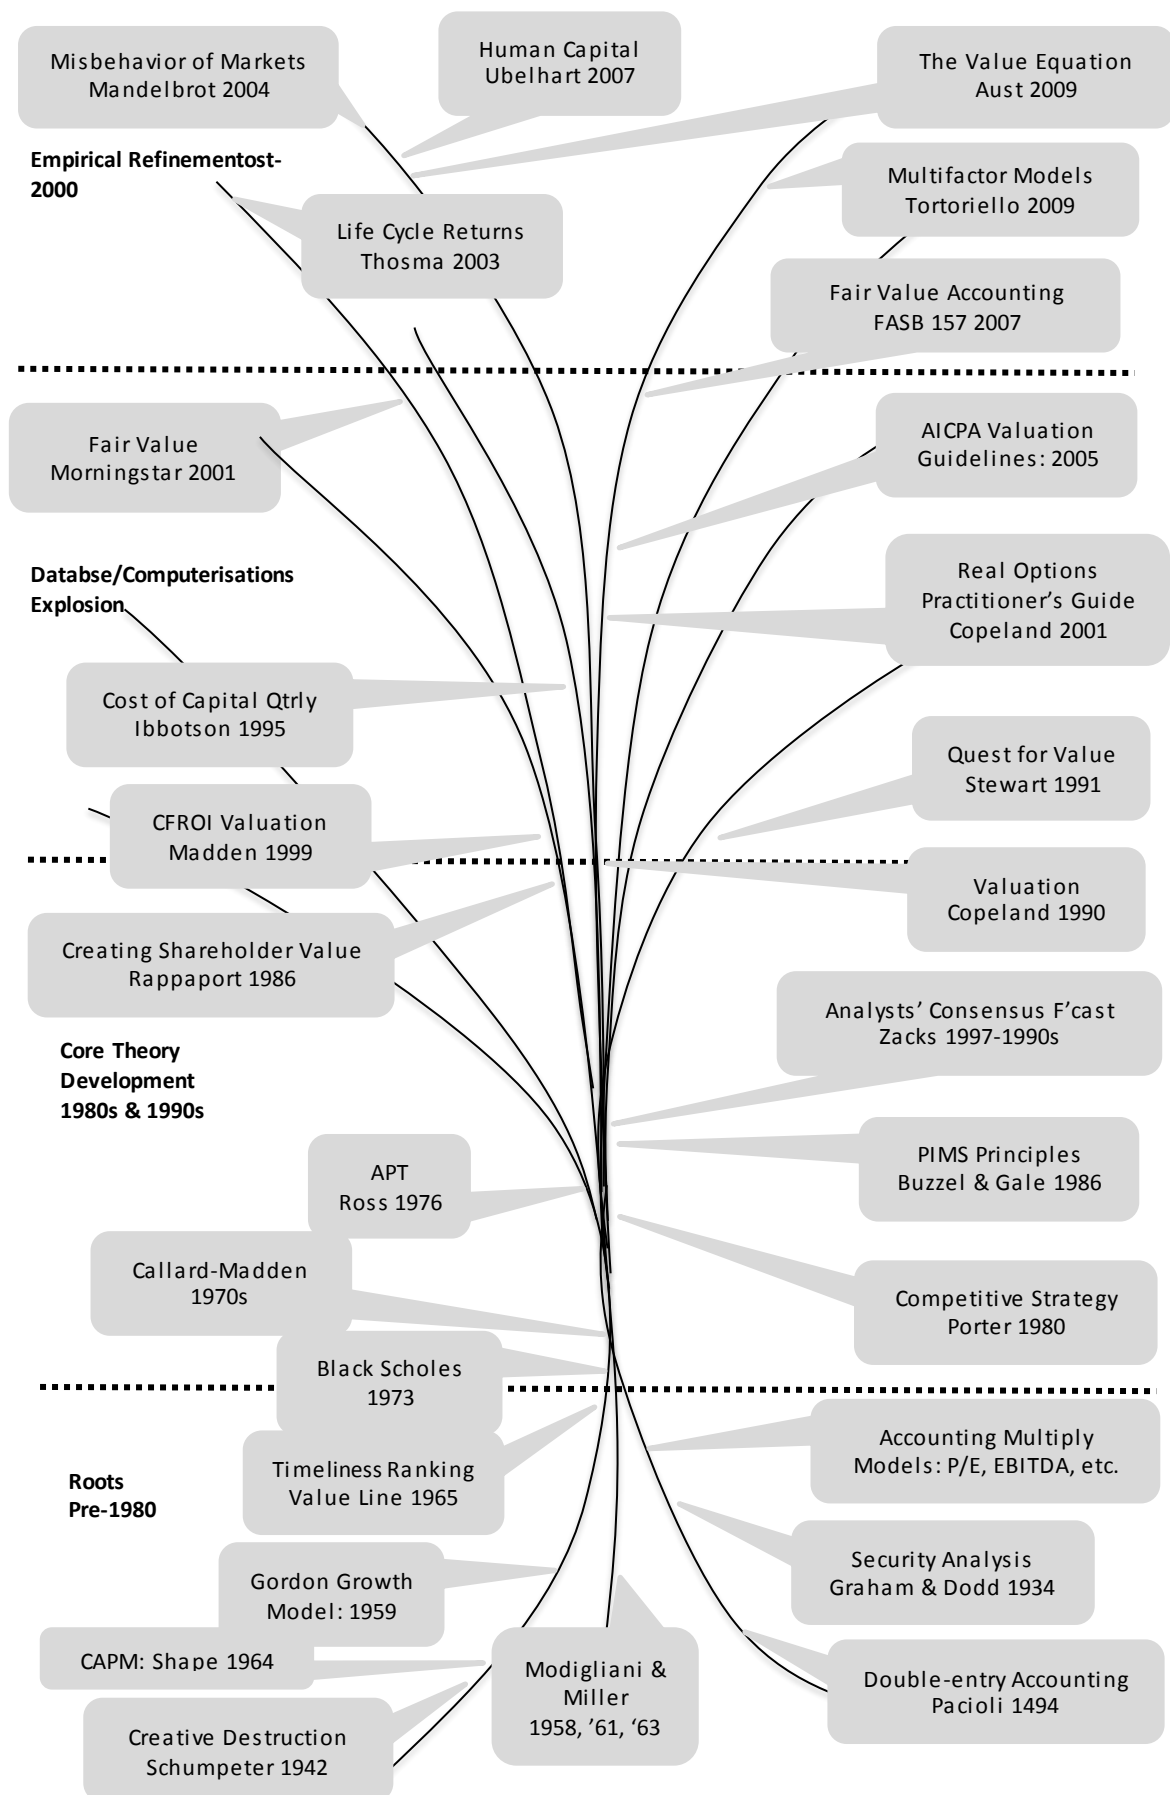 Misbehavior of Markets
Mandelbrot 2004
Human Capital
Ubelhart 2007
The Value Equation
Aust 2009
Empirical Refinementost-
2000
Multifactor Models
Tortoriello 2009
Life Cycle Returns
Thosma 2003
Fair Value Accounting
FASB 157 2007
Fair Value
Morningstar 2001
AICPA Valuation
Guidelines: 2005
Databse/Computerisations
Explosion
Real Options
Practitioner's Guide
Copeland 2001
Cost of Capital Qtrly
Ibbotson 1995
Quest for Value
Stewart 1991
CFROI Valuation
Madden 1999
Valuation
Copeland 1990
Creating Shareholder Value
Rappaport 1986
Analysts' Consensus F'cast
Zacks 1997-1990s
Core Theory
Development
1980s & 1990s
PIMS Principles
Buzzel & Gale 1986
APT
Ross 1976
Callard-Madden
1970s
Competitive Strategy
Porter 1980
Black Scholes
1973
Accounting Multiply
Models: P/E, EBITDA, etc.
Timeliness Ranking
Value Line 1965
Roots
Pre-1980
Security Analysis
Graham & Dodd 1934
Gordon Growth
Model: 1959
CAPM: Shape 1964
Modigliani &
Miller
1958, '61, '63
Double-entry Accounting
Pacioli 1494
Creative Destruction
Schumpeter 1942